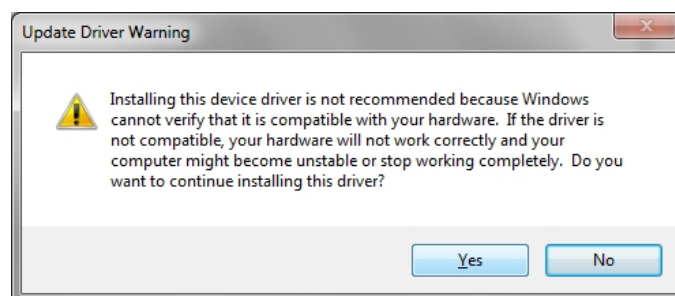 Update Driver Warning
Installing this device driver is not recommended because Windows
cannot verify that it is compatible with your hardware.  If the driver is
not compatible, your hardware will not work correctly and your
computer might become unstable or stop working completely.  Do you
want to continue installing this driver?
Yes
No